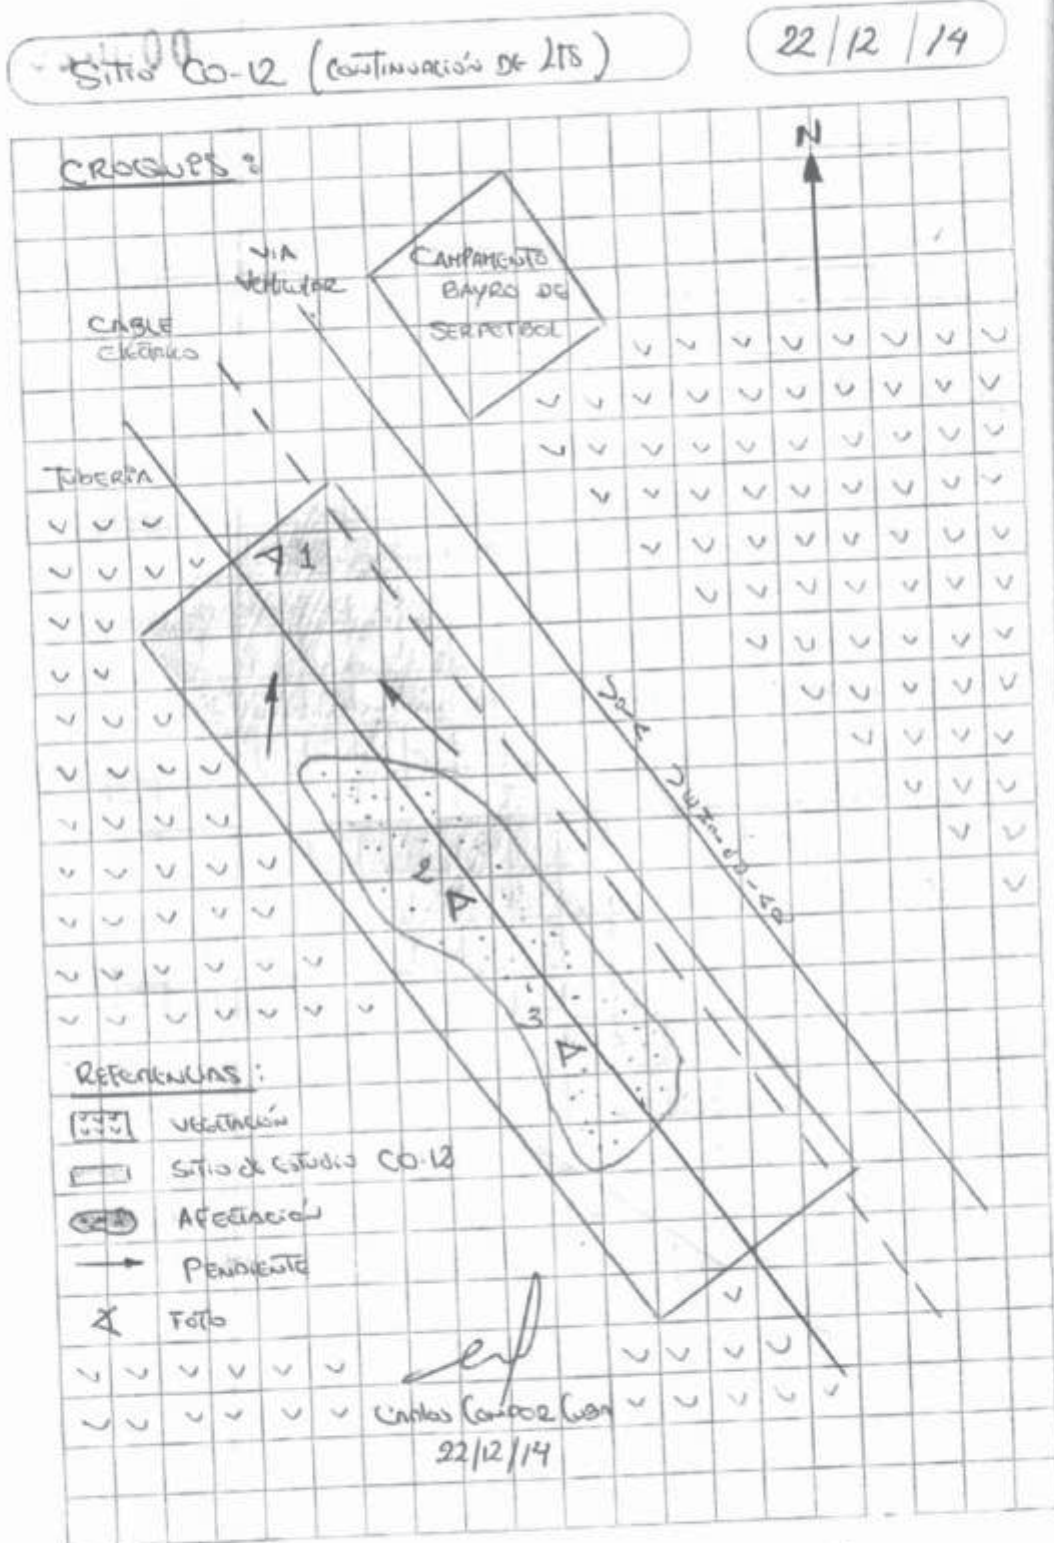 Sitio CO-12 (CONTINUACIÓN DE LTS)
22/12/14
CROQUIS:
N
VIA
VEHICULAR
CAMPAMENTO
BAYRO DE
SERPETBOL
CABLE
ELÉCTRICO
TUBERÍA
1
2
3
REFERENCIAS:
VEGETACIÓN
SITIO DE ESTUDIO CO-12
AFECTACIÓN
PENDIENTE
FOTO
22/12/14